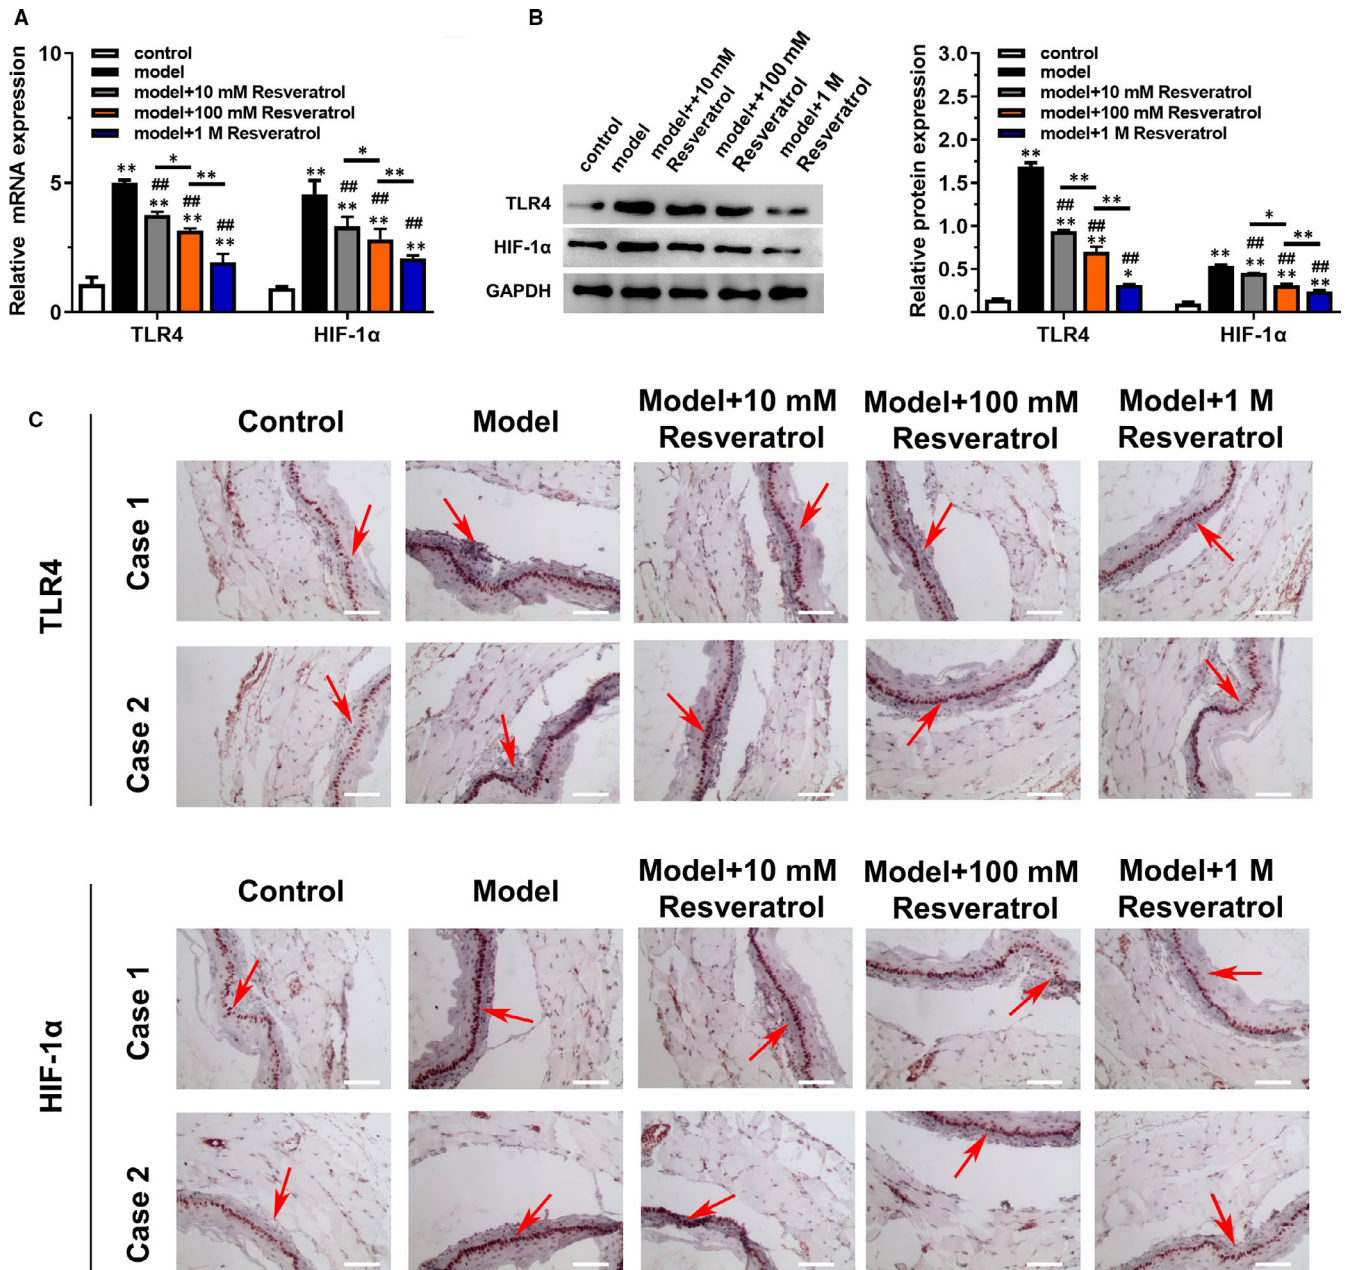 A
Relative mRNA expression
10
5
0
control
model
model+10 mM Resveratrol
model+100 mM Resveratrol
model+1 M Resveratrol
** ## ** * ## ** ** ## **
** ## ** * ## ** ** ## **
TLR4 HIF-1α
B
control
model
model++10 mM
Resveratrol
model++100 mM
Resveratrol
model+1 M
Resveratrol
TLR4
HIF-1α
GAPDH
Relative protein expression
3.0
2.5
2.0
1.5
1.0
0.5
0.0
control
model
model+10 mM Resveratrol
model+100 mM Resveratrol
model+1 M Resveratrol
** ## ** ** ## ** ** ## *
** ## ** * ## ** ** ## **
TLR4 HIF-1α
C
Control
Model
Model+10 mM
Resveratrol
Model+100 mM
Resveratrol
Model+1 M
Resveratrol
TLR4
Case 1
Case 2
Control
Model
Model+10 mM
Resveratrol
Model+100 mM
Resveratrol
Model+1 M
Resveratrol
HIF-1α
Case 1
Case 2